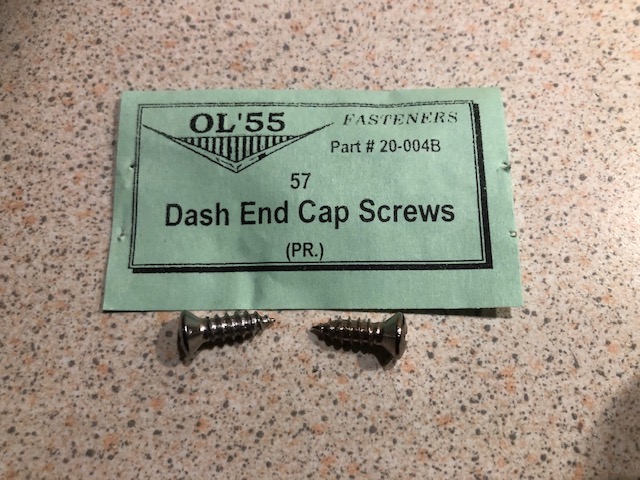 OL'55 FASTENERS
Part # 20-004B
57
Dash End Cap Screws
(PR.)